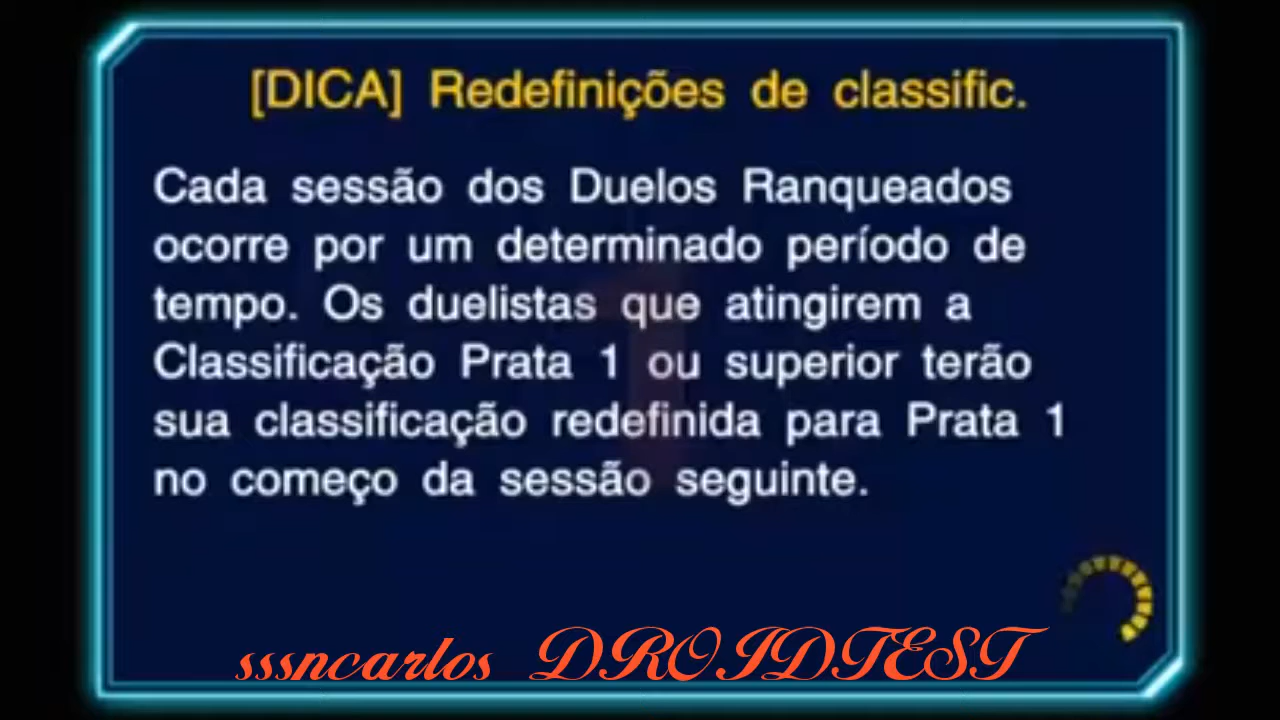 [DICA] Redefinições de classific.
Cada sessão dos Duelos Ranqueados
ocorre por um determinado período de
tempo. Os duelistas que atingirem a
Classificação Prata 1 ou superior terão
sua classificação redefinida para Prata 1
no começo da sessão seguinte.
sssncarlos DROIDTEST